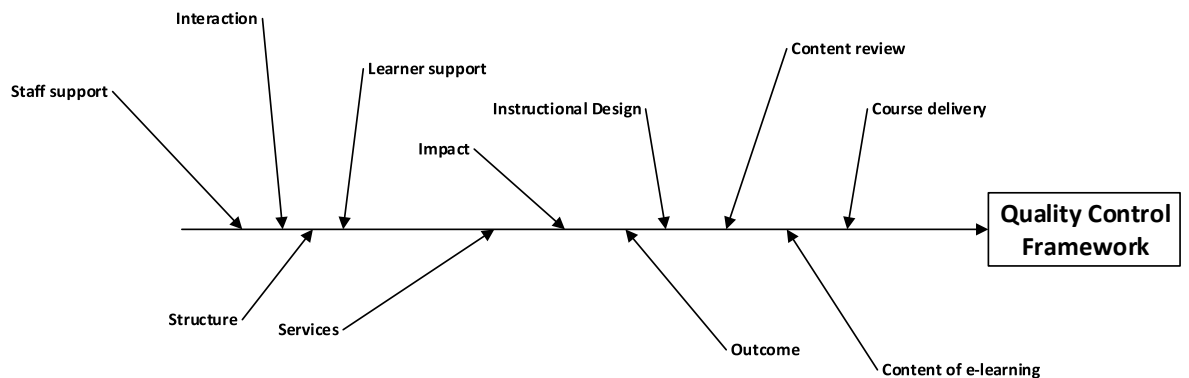 Interaction
Content review
Learner support
Staff support
Instructional Design
Course delivery
Impact
Quality Control
Framework
Structure
Services
Outcome
Content of e-learning